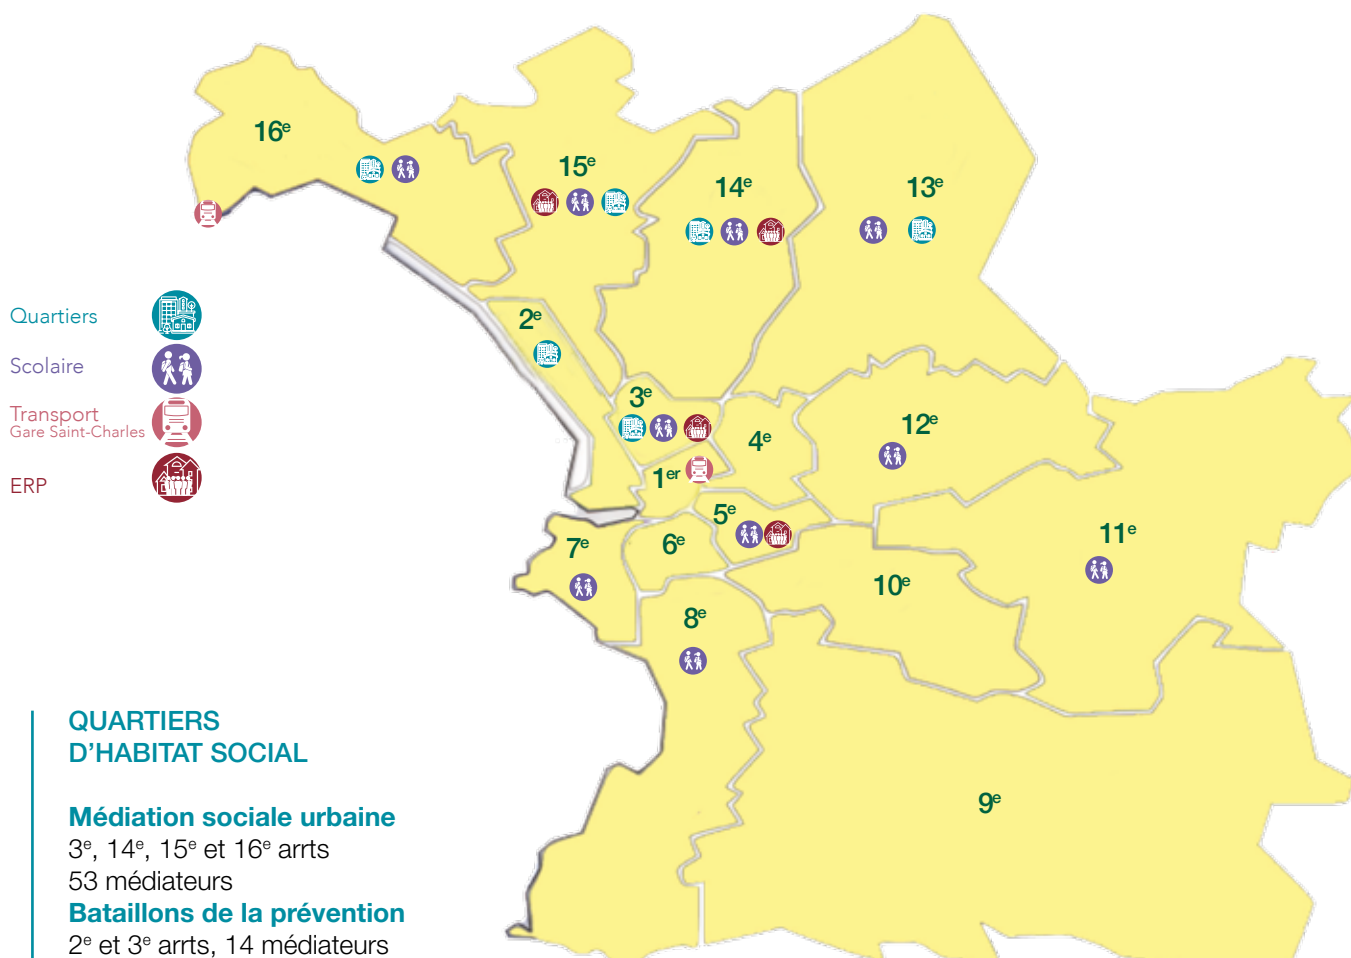 16e
15e
14e
13e
Quartiers
2e
Scolaire
3e
Transport
Gare Saint-Charles
12e
4e
ERP
1er
5e
11e
7e
6e
10e
8e
QUARTIERS
D'HABITAT SOCIAL
Médiation sociale urbaine
3e, 14e, 15e et 16e arrts
53 médiateurs
Bataillons de la prévention
2e et 3e arrts, 14 médiateurs
9e